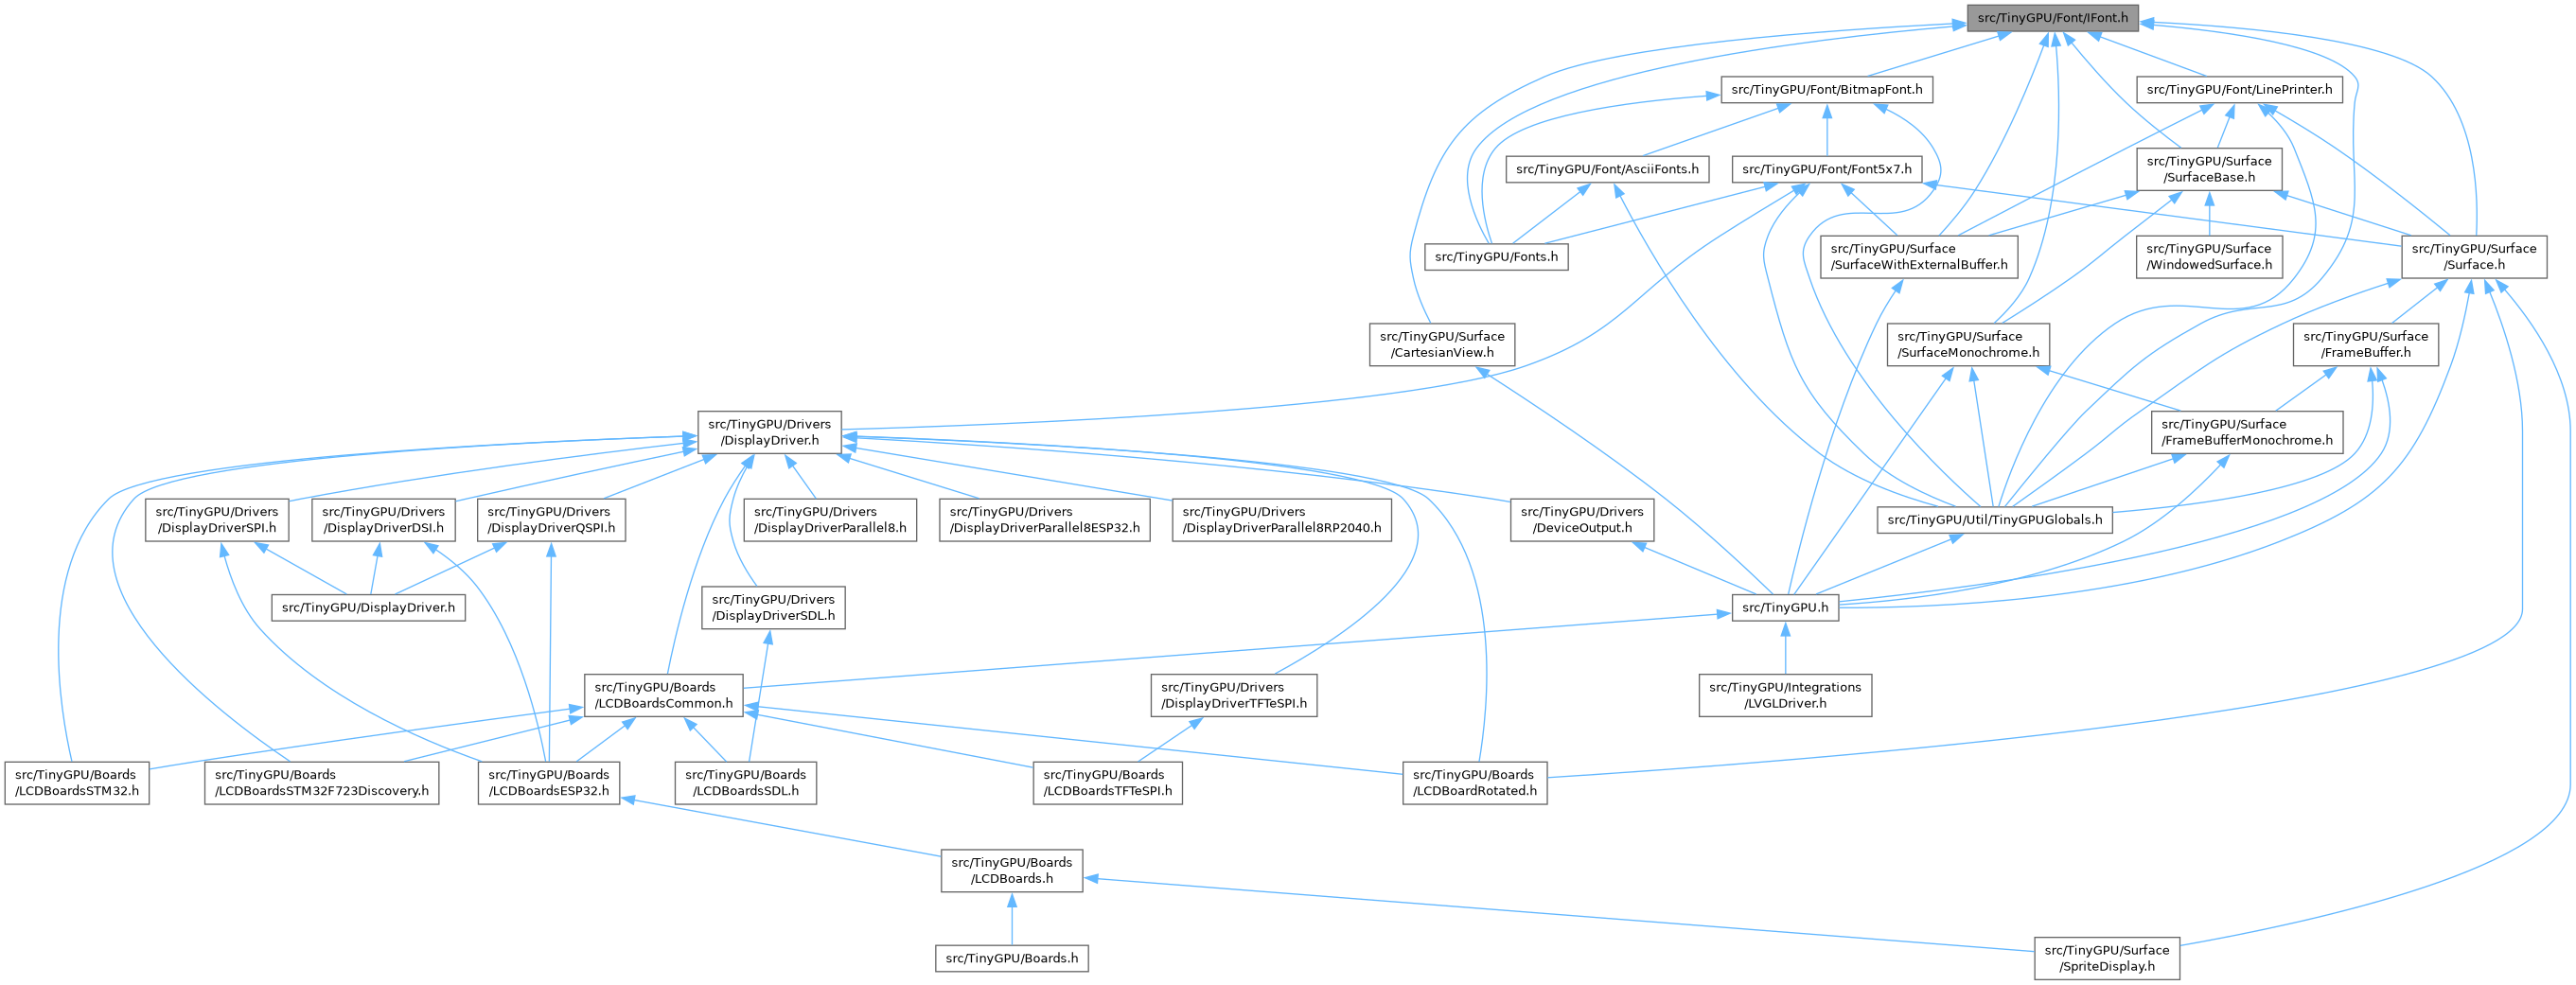 src/TinyGPU/Font/IFont.h
src/TinyGPU/Font/BitmapFont.h
src/TinyGPU/Font/LinePrinter.h
src/TinyGPU/Font/AsciiFonts.h
src/TinyGPU/Font/Font5x7.h
src/TinyGPU/Surface
/SurfaceBase.h
src/TinyGPU/Fonts.h
src/TinyGPU/Surface
/SurfaceWithExternalBuffer.h
src/TinyGPU/Surface
/WindowedSurface.h
src/TinyGPU/Surface
/Surface.h
src/TinyGPU/Surface
/CartesianView.h
src/TinyGPU/Surface
/SurfaceMonochrome.h
src/TinyGPU/Surface
/FrameBuffer.h
src/TinyGPU/Drivers
/DisplayDriver.h
src/TinyGPU/Surface
/FrameBufferMonochrome.h
src/TinyGPU/Drivers
/DisplayDriverSPI.h
src/TinyGPU/Drivers
/DisplayDriverDSI.h
src/TinyGPU/Drivers
/DisplayDriverQSPI.h
src/TinyGPU/Drivers
/DisplayDriverParallel8.h
src/TinyGPU/Drivers
/DisplayDriverParallel8ESP32.h
src/TinyGPU/Drivers
/DisplayDriverParallel8RP2040.h
src/TinyGPU/Drivers
/DeviceOutput.h
src/TinyGPU/Util/TinyGPUGlobals.h
src/TinyGPU/DisplayDriver.h
src/TinyGPU/Drivers
/DisplayDriverSDL.h
src/TinyGPU.h
src/TinyGPU/Boards
/LCDBoardsCommon.h
src/TinyGPU/Drivers
/DisplayDriverTFTeSPI.h
src/TinyGPU/Integrations
/LVGLDriver.h
src/TinyGPU/Boards
/LCDBoardsSTM32.h
src/TinyGPU/Boards
/LCDBoardsSTM32F723Discovery.h
src/TinyGPU/Boards
/LCDBoardsESP32.h
src/TinyGPU/Boards
/LCDBoardsSDL.h
src/TinyGPU/Boards
/LCDBoardsTFTeSPI.h
src/TinyGPU/Boards
/LCDBoardRotated.h
src/TinyGPU/Boards
/LCDBoards.h
src/TinyGPU/Boards.h
src/TinyGPU/Surface
/SpriteDisplay.h